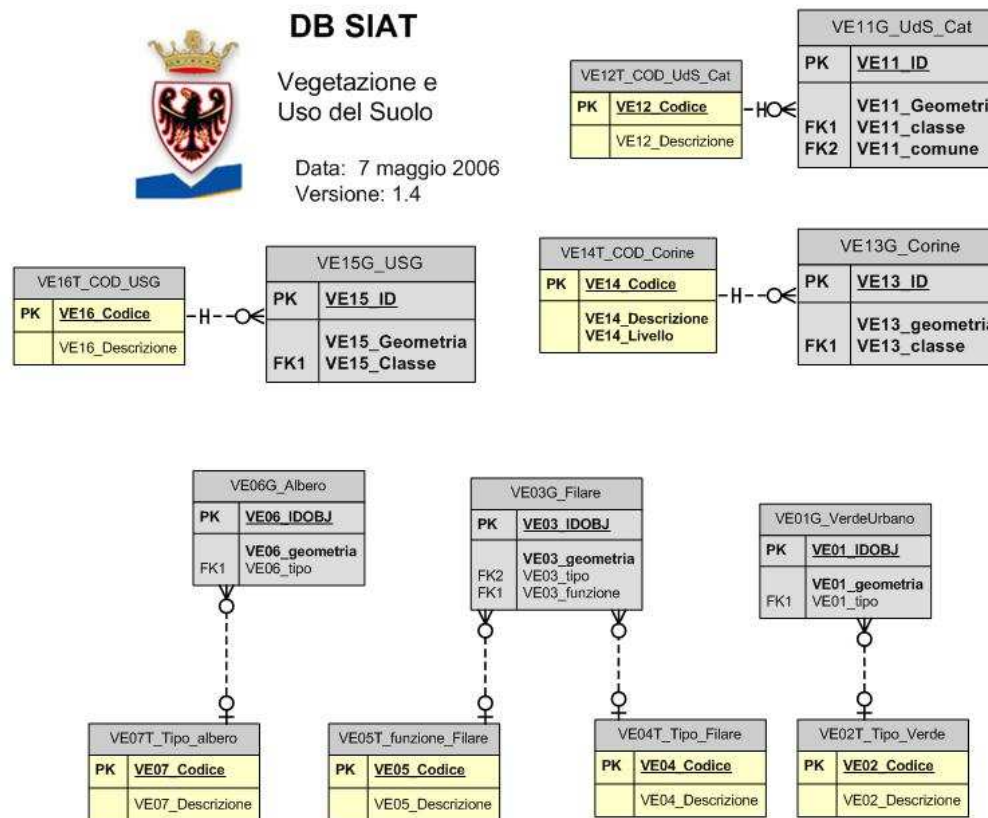 DB SIAT
Vegetazione e
Uso del Suolo
Data: 7 maggio 2006
Versione: 1.4
VE12T_COD_UdS_Cat
PK VE12_Codice
VE12_Descrizione
VE11G_UdS_Cat
PK VE11_ID
VE11_Geometri
FK1 VE11_classe
FK2 VE11_comune
VE16T_COD_USG
PK VE16_Codice
VE16_Descrizione
VE15G_USG
PK VE15_ID
VE15_Geometria
FK1 VE15_Classe
VE14T_COD_Corine
PK VE14_Codice
VE14_Descrizione
VE14_Livello
VE13G_Corine
PK VE13_ID
VE13_geometria
FK1 VE13_classe
VE06G_Albero
PK VE06_IDOBJ
VE06_geometria
FK1 VE06_tipo
VE03G_Filare
PK VE03_IDOBJ
VE03_geometria
FK2 VE03_tipo
FK1 VE03_funzione
VE01G_VerdeUrbano
PK VE01_IDOBJ
VE01_geometria
FK1 VE01_tipo
VE07T_Tipo_albero
PK VE07_Codice
VE07_Descrizione
VE05T_funzione_Filare
PK VE05_Codice
VE05_Descrizione
VE04T_Tipo_Filare
PK VE04_Codice
VE04_Descrizione
VE02T_Tipo_Verde
PK VE02_Codice
VE02_Descrizione